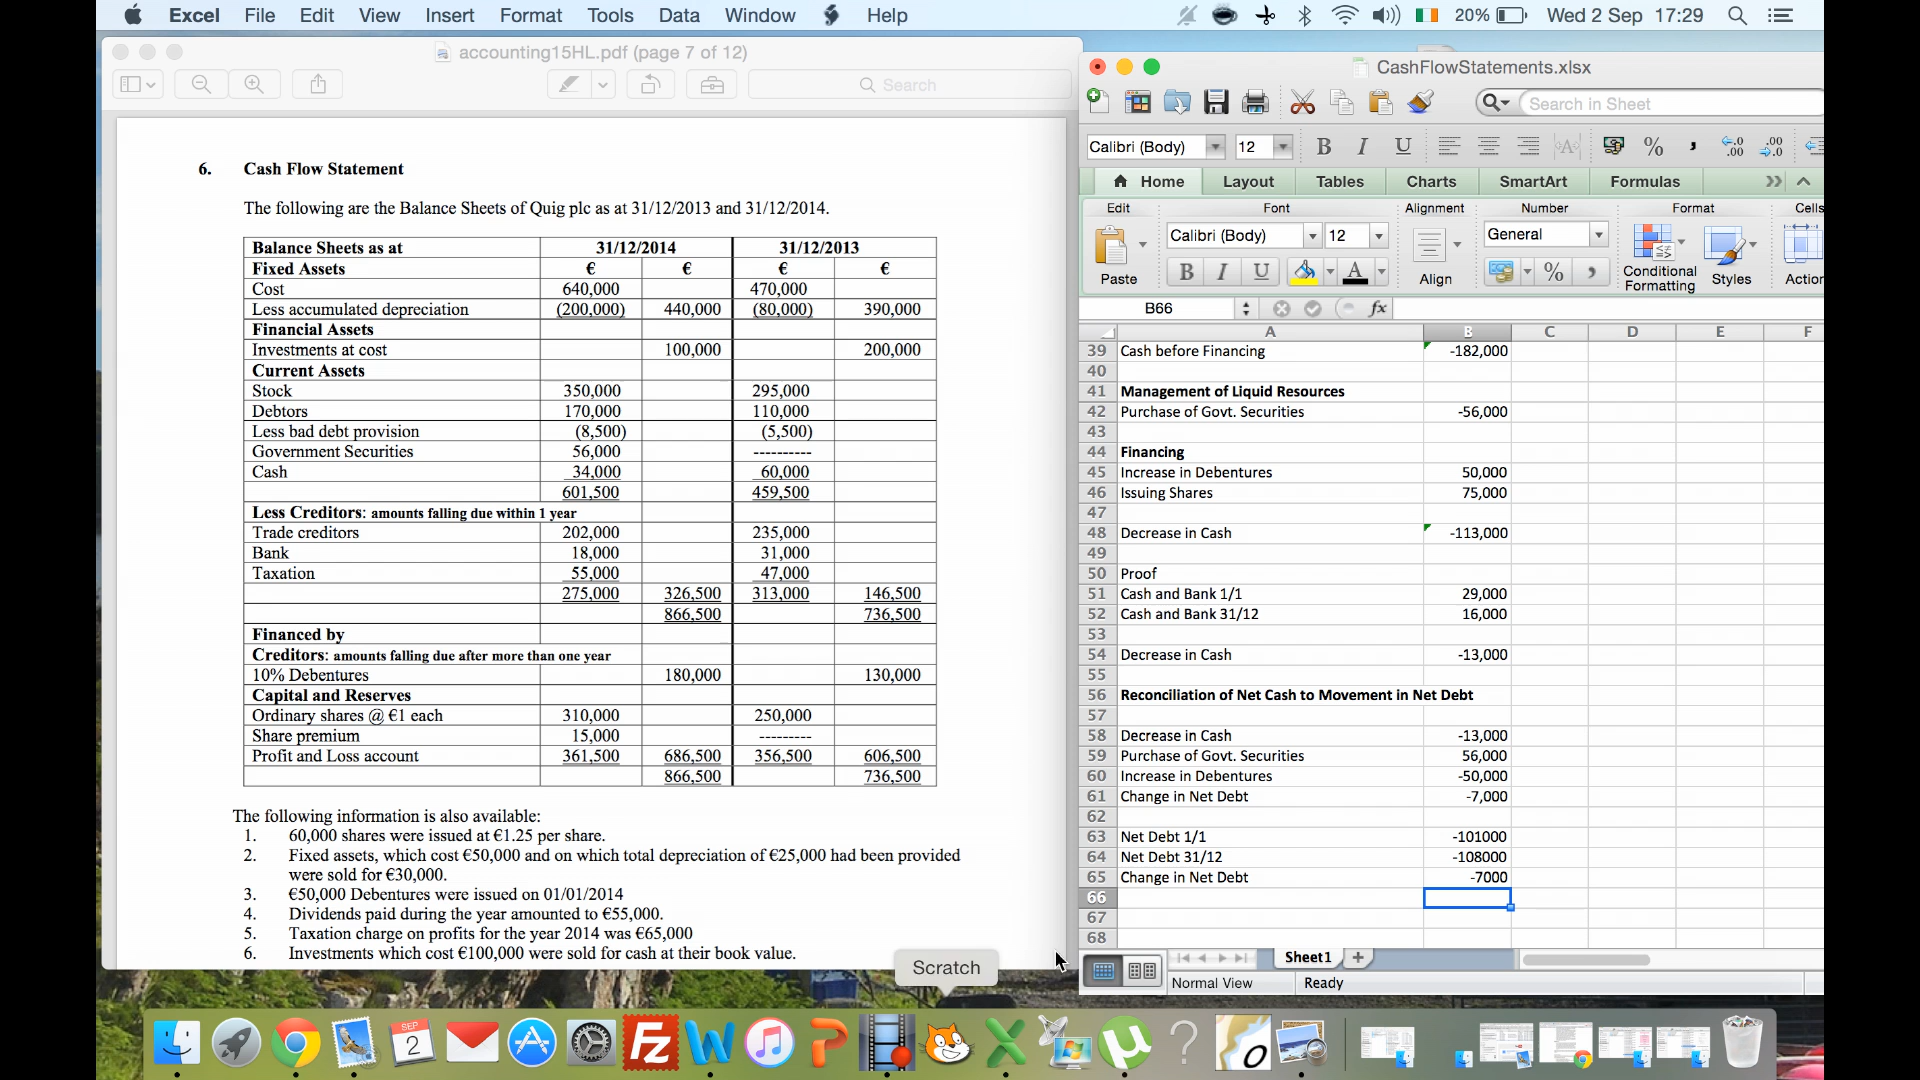 Excel File Edit View Insert Format Tools Data Window Help 20% Wed 2 Sep 17:29
accounting15HL.pdf (page 7 of 12)
Search
6. Cash Flow Statement
The following are the Balance Sheets of Quig plc as at 31/12/2013 and 31/12/2014.
Balance Sheets as at 31/12/2014 31/12/2013
Fixed Assets € € € €
Cost 640,000 470,000
Less accumulated depreciation (200,000) 440,000 (80,000) 390,000
Financial Assets
Investments at cost 100,000 200,000
Current Assets
Stock 350,000 295,000
Debtors 170,000 110,000
Less bad debt provision (8,500) (5,500)
Government Securities 56,000 ----------
Cash 34,000 60,000
601,500 459,500
Less Creditors: amounts falling due within 1 year
Trade creditors 202,000 235,000
Bank 18,000 31,000
Taxation 55,000 47,000
275,000 326,500 313,000 146,500
866,500 736,500
Financed by
Creditors: amounts falling due after more than one year
10% Debentures 180,000 130,000
Capital and Reserves
Ordinary shares @ €1 each 310,000 250,000
Share premium 15,000 ---------
Profit and Loss account 361,500 686,500 356,500 606,500
866,500 736,500
The following information is also available:
1. 60,000 shares were issued at €1.25 per share.
2. Fixed assets, which cost €50,000 and on which total depreciation of €25,000 had been provided
were sold for €30,000.
3. €50,000 Debentures were issued on 01/01/2014
4. Dividends paid during the year amounted to €55,000.
5. Taxation charge on profits for the year 2014 was €65,000
6. Investments which cost €100,000 were sold for cash at their book value.
CashFlowStatements.xlsx
Search in Sheet
Calibri (Body) 12 B I U % , .0 .00 .00 .0
Home Layout Tables Charts SmartArt Formulas
Edit Font Alignment Number Format Cells
Calibri (Body) 12 General
B I U A % ,
Paste Align Conditional Formatting Styles Action
B66 fx
A B C D E F
39 Cash before Financing -182,000
40
41 Management of Liquid Resources
42 Purchase of Govt. Securities -56,000
43
44 Financing
45 Increase in Debentures 50,000
46 Issuing Shares 75,000
47
48 Decrease in Cash -113,000
49
50 Proof
51 Cash and Bank 1/1 29,000
52 Cash and Bank 31/12 16,000
53
54 Decrease in Cash -13,000
55
56 Reconciliation of Net Cash to Movement in Net Debt
57
58 Decrease in Cash -13,000
59 Purchase of Govt. Securities 56,000
60 Increase in Debentures -50,000
61 Change in Net Debt -7,000
62
63 Net Debt 1/1 -101000
64 Net Debt 31/12 -108000
65 Change in Net Debt -7000
66
67
68
Sheet1
Normal View Ready
Scratch
SEP
2